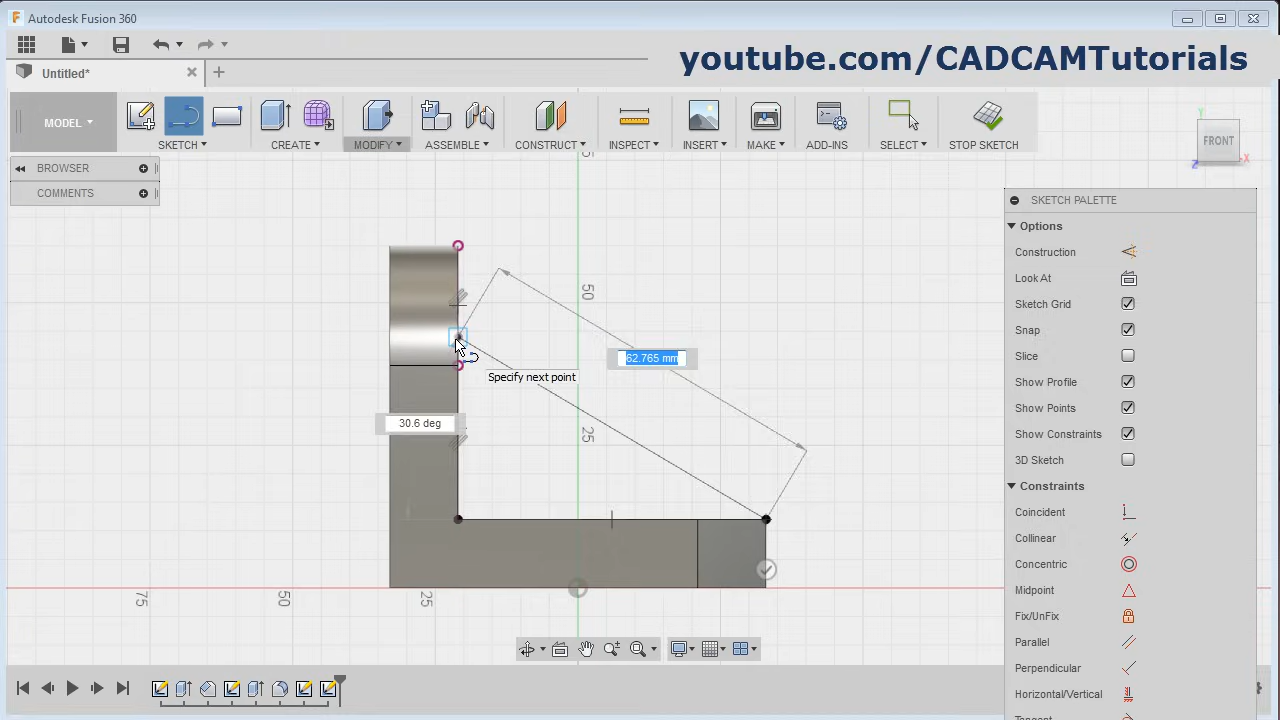 Autodesk Fusion 360
youtube.com/CADCAMTutorials
Untitled*
MODEL
SKETCH
CREATE
MODIFY
ASSEMBLE
CONSTRUCT
INSPECT
INSERT
MAKE
ADD-INS
SELECT
STOP SKETCH
FRONT
Y
X
Z
BROWSER
COMMENTS
SKETCH PALETTE
Options
Construction
Look At
Sketch Grid
Snap
Slice
Show Profile
Show Points
Show Constraints
3D Sketch
Constraints
Coincident
Collinear
Concentric
Midpoint
Fix/UnFix
Parallel
Perpendicular
Horizontal/Vertical
50
62.765 mm
Specify next point
30.6 deg
25
75
50
25